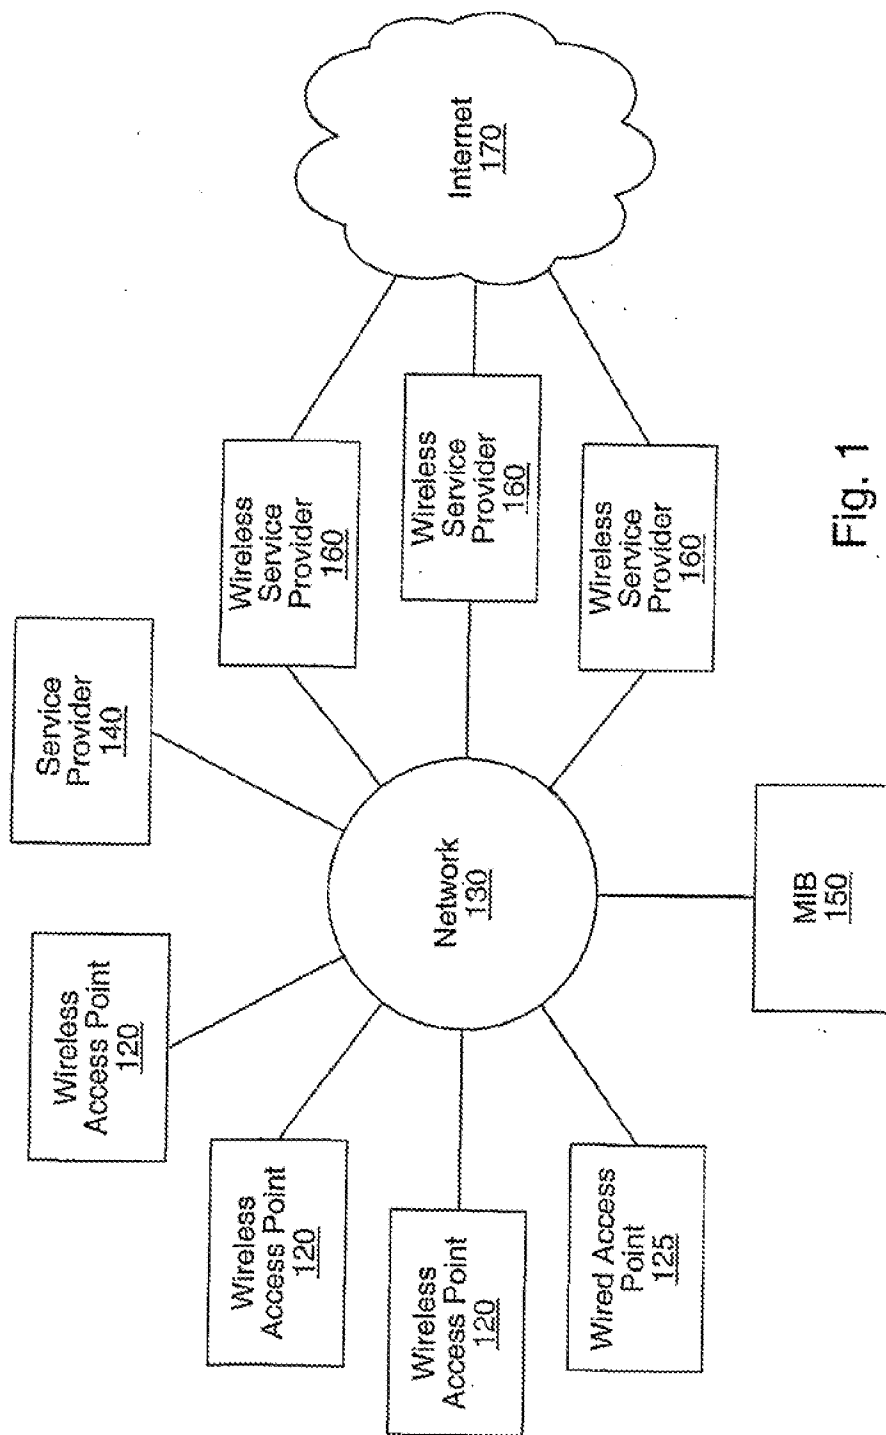 Service
Provider
140
Wireless
Access Point
120
Wireless
Access Point
120
Wireless
Access Point
120
Wired Access
Point
125
Network
130
MIB
150
Wireless
Service
Provider
160
Wireless
Service
Provider
160
Wireless
Service
Provider
160
Internet
170
Fig. 1